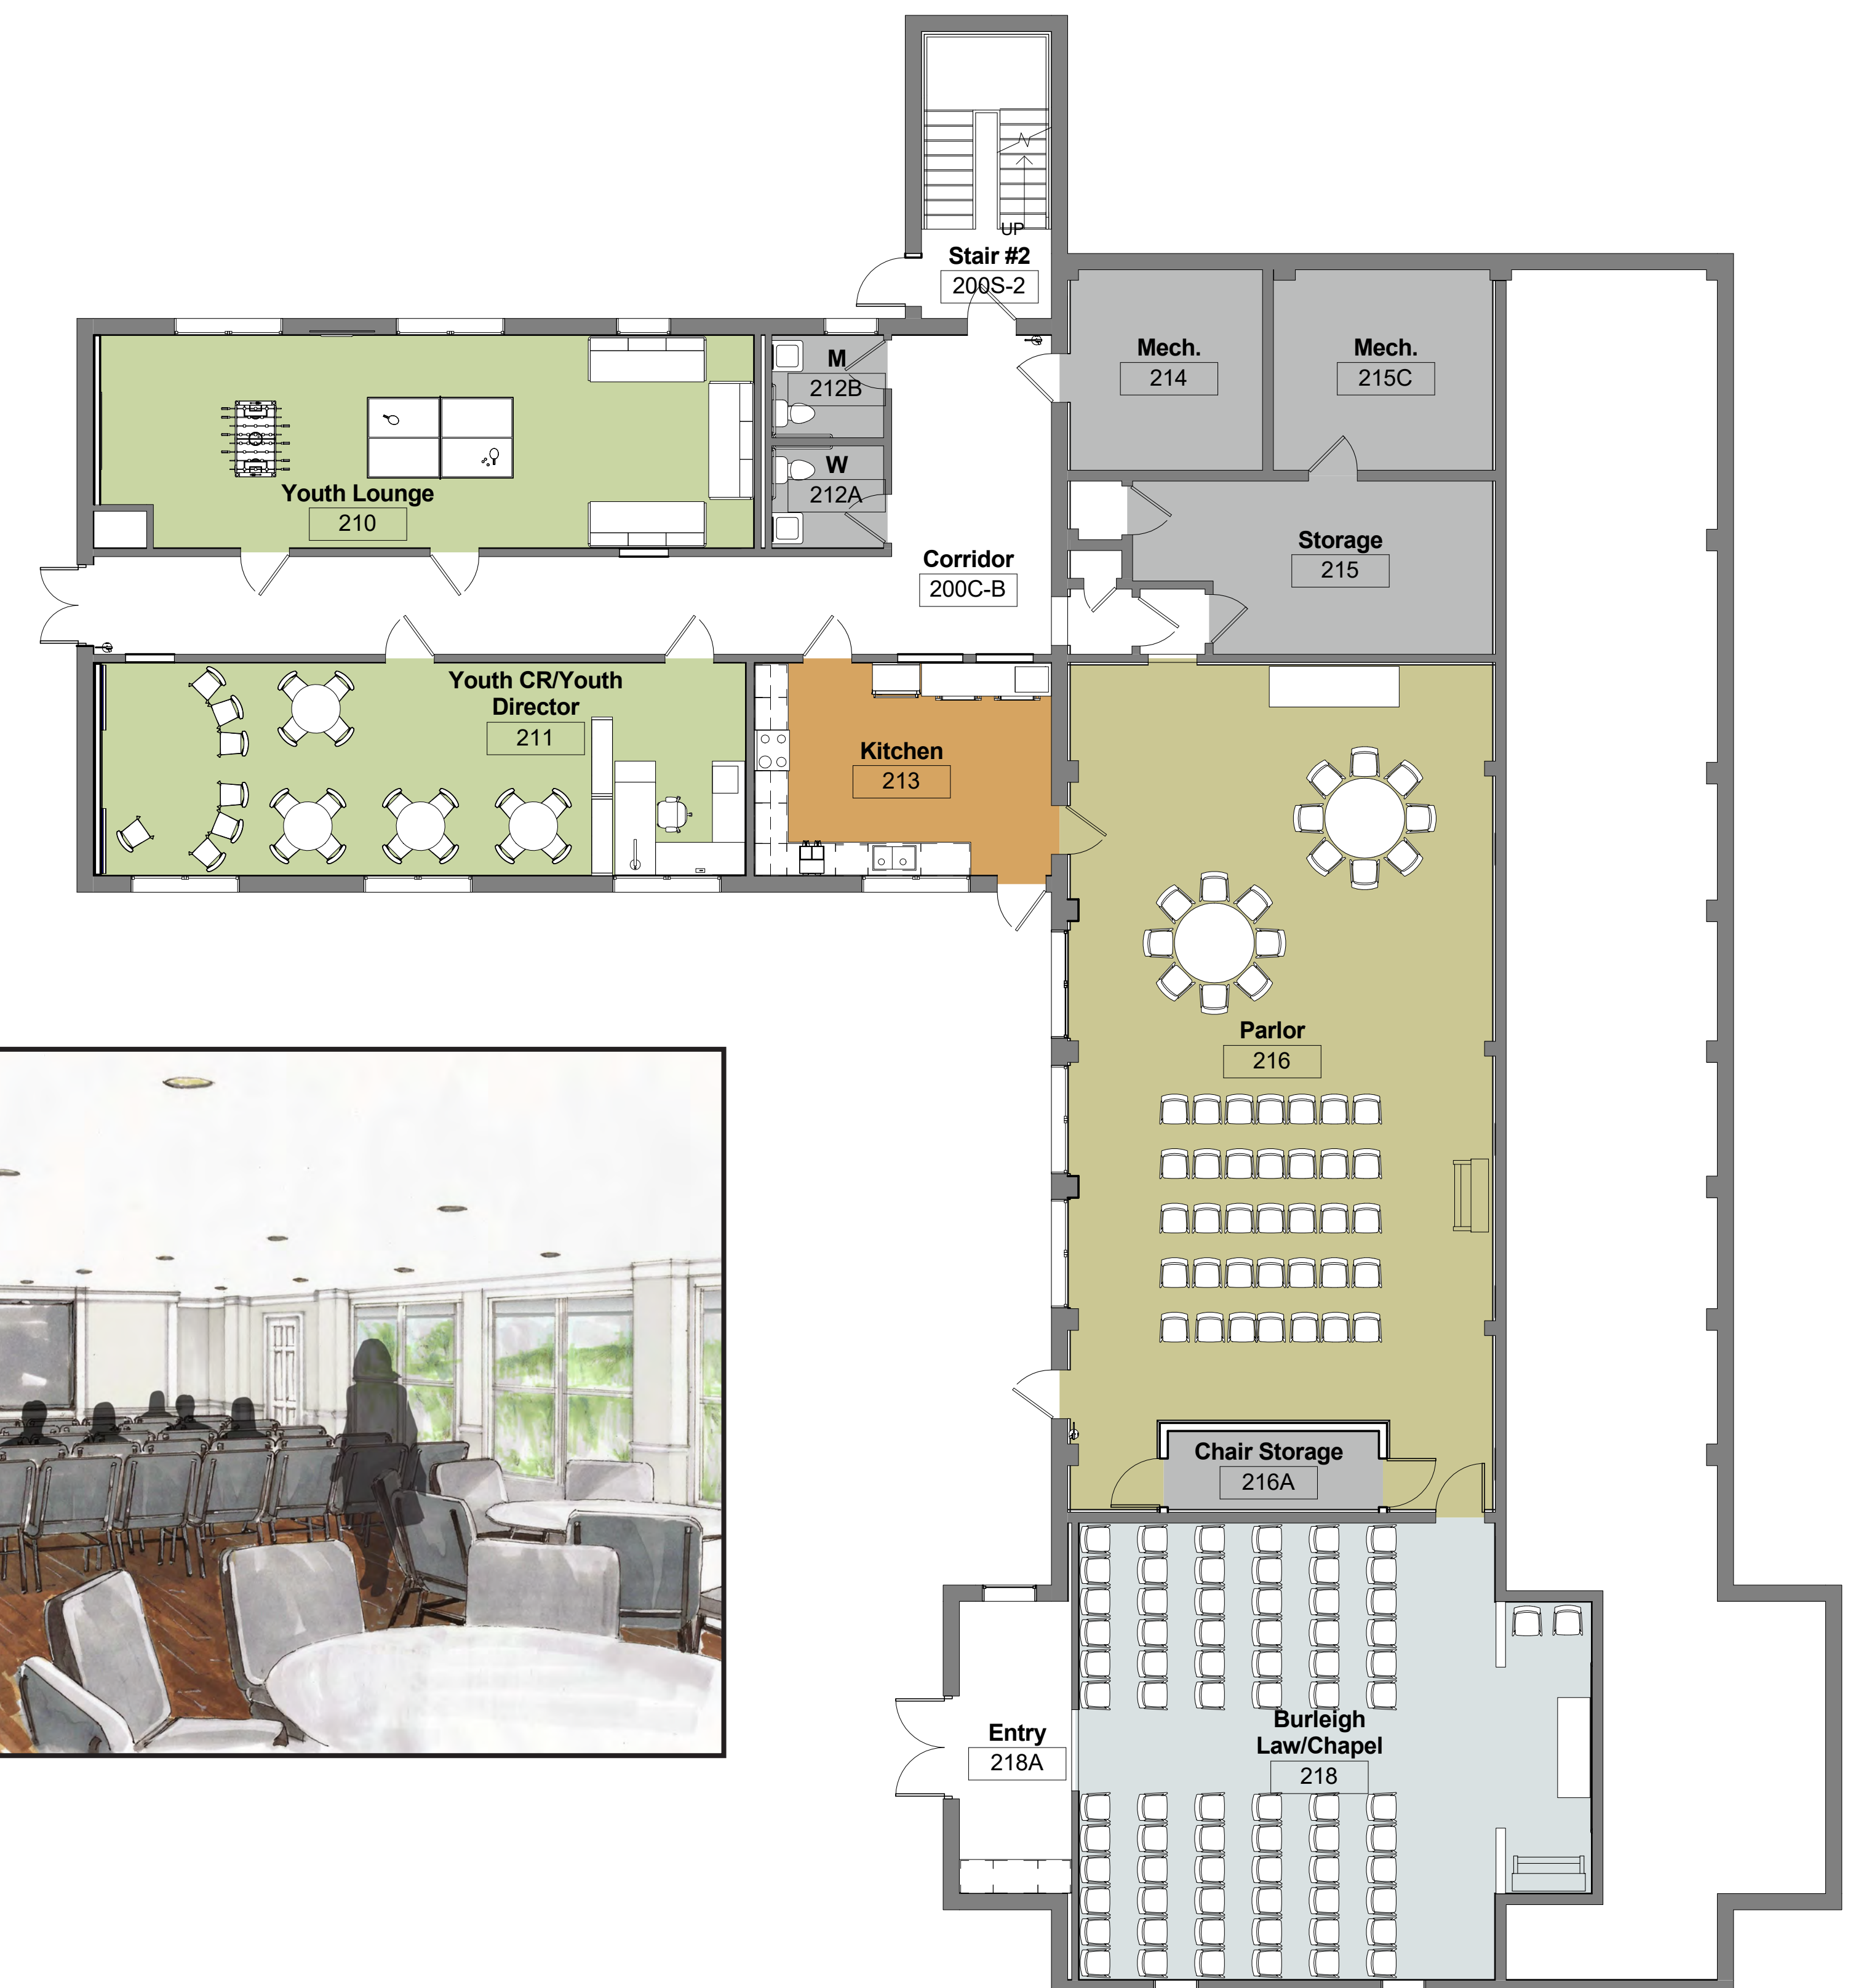 UP
Stair #2
200S-2
M
212B
Mech.
214
Mech.
215C
W
212A
Youth Lounge
210
Corridor
200C-B
Storage
215
Youth CR/Youth
Director
211
Kitchen
213
Parlor
216
Chair Storage
216A
Entry
218A
Burleigh
Law/Chapel
218